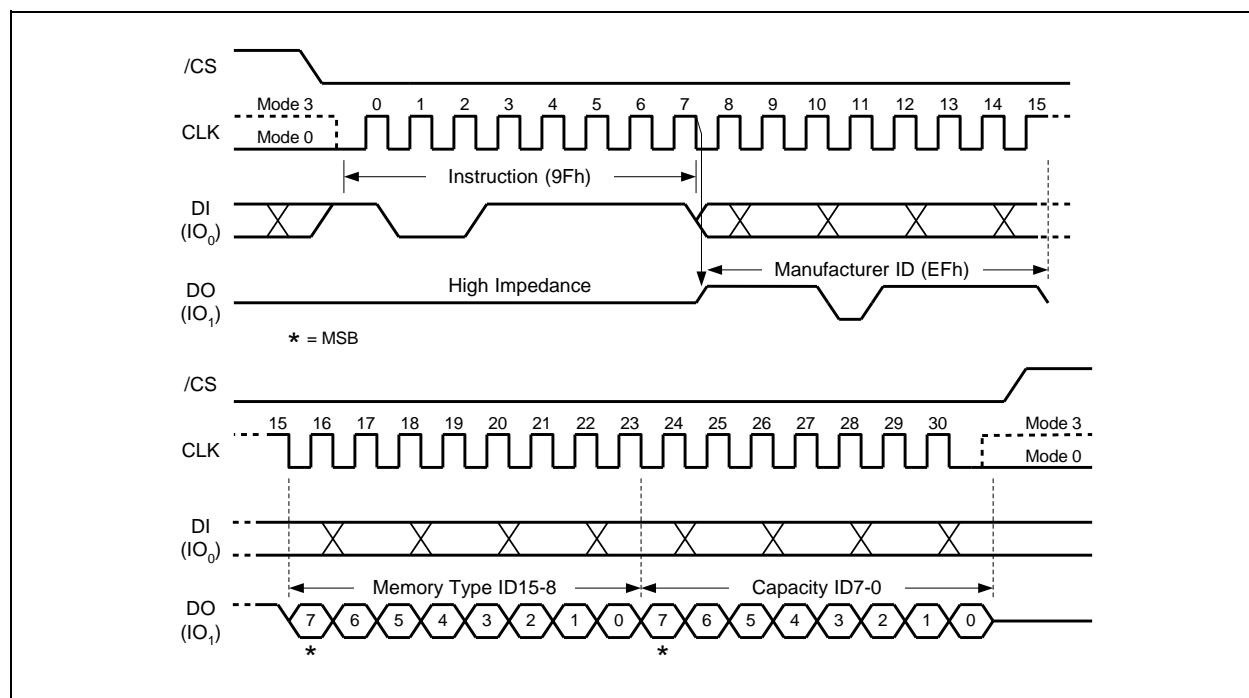 /CS
Mode 3
0 1 2 3 4 5 6 7 8 9 10 11 12 13 14 15
CLK
Mode 0
Instruction (9Fh)
DI
(IO0)
Manufacturer ID (EFh)
High Impedance
DO
(IO1)
* = MSB
/CS
15 16 17 18 19 20 21 22 23 24 25 26 27 28 29 30
Mode 3
CLK
Mode 0
DI
(IO0)
Memory Type ID15-8 Capacity ID7-0
DO
(IO1)
7 6 5 4 3 2 1 0 7 6 5 4 3 2 1 0
* *